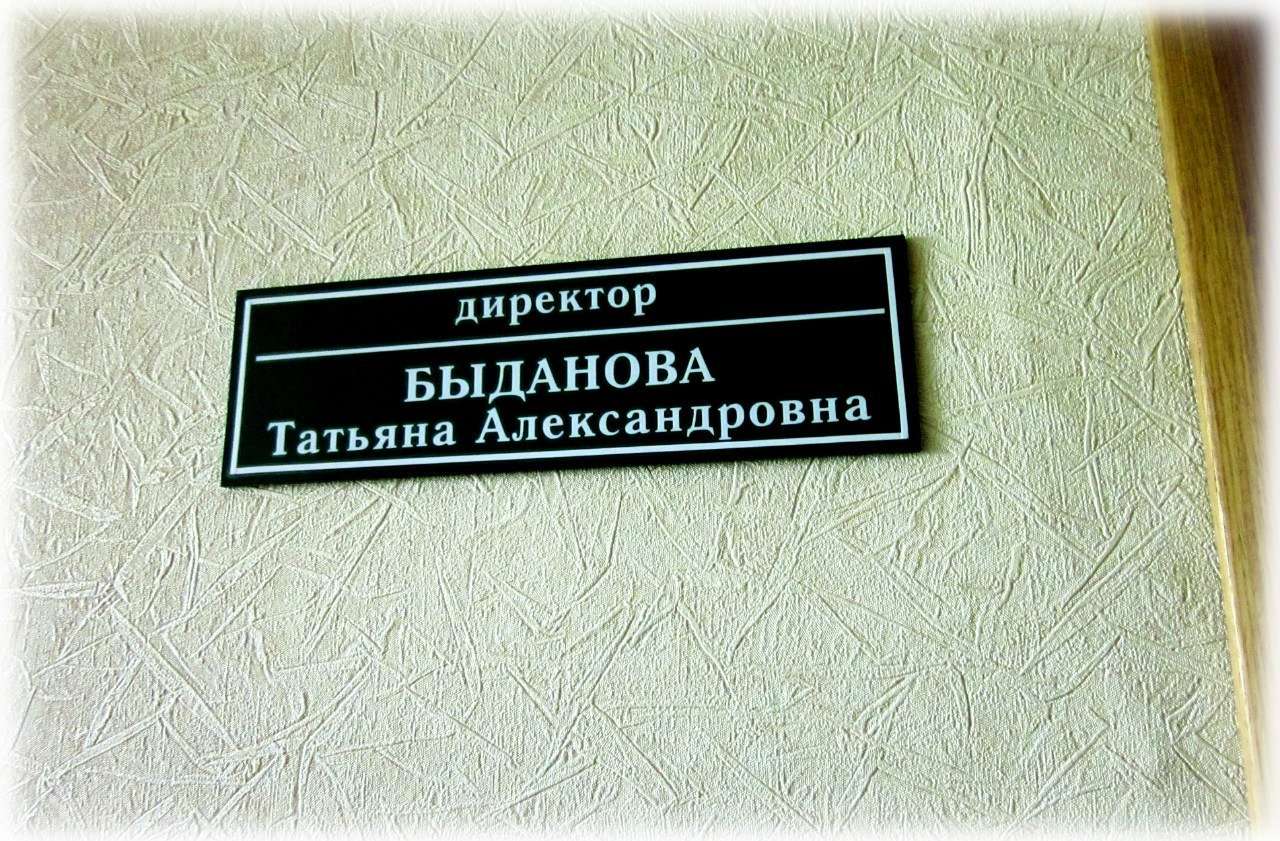 директор
БЫДАНОВА
Татьяна Александровна